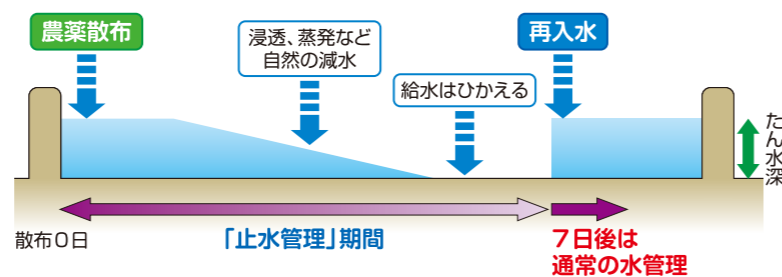 農薬散布
浸透、蒸発など
自然の減水
給水はひかえる
再入水
たん水深
散布0日
「止水管理」期間
7日後は
通常の水管理